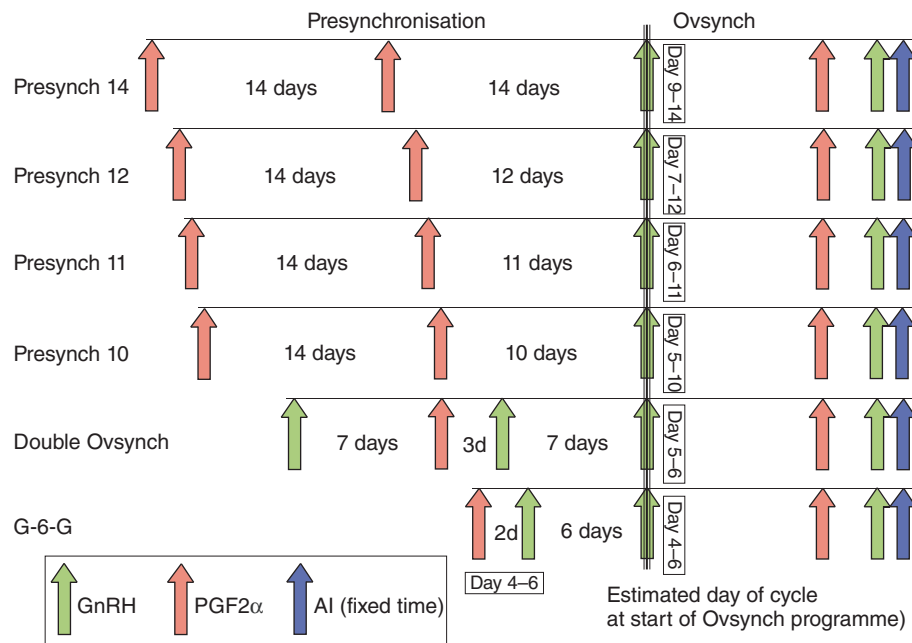 Presynchronisation Ovsynch
Presynch 14 14 days 14 days Day 9–14
Presynch 12 14 days 12 days Day 7–12
Presynch 11 14 days 11 days Day 6–11
Presynch 10 14 days 10 days Day 5–10
Double Ovsynch 7 days 3d 7 days Day 5–6
G-6-G 2d 6 days Day 4–6
Day 4–6
GnRH PGF2α AI (fixed time)
Estimated day of cycle
at start of Ovsynch programme)